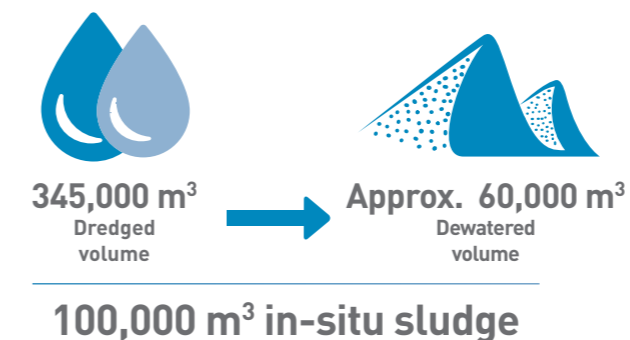 345,000 m³
Dredged
volume
Approx. 60,000 m³
Dewatered
volume
100,000 m³ in-situ sludge